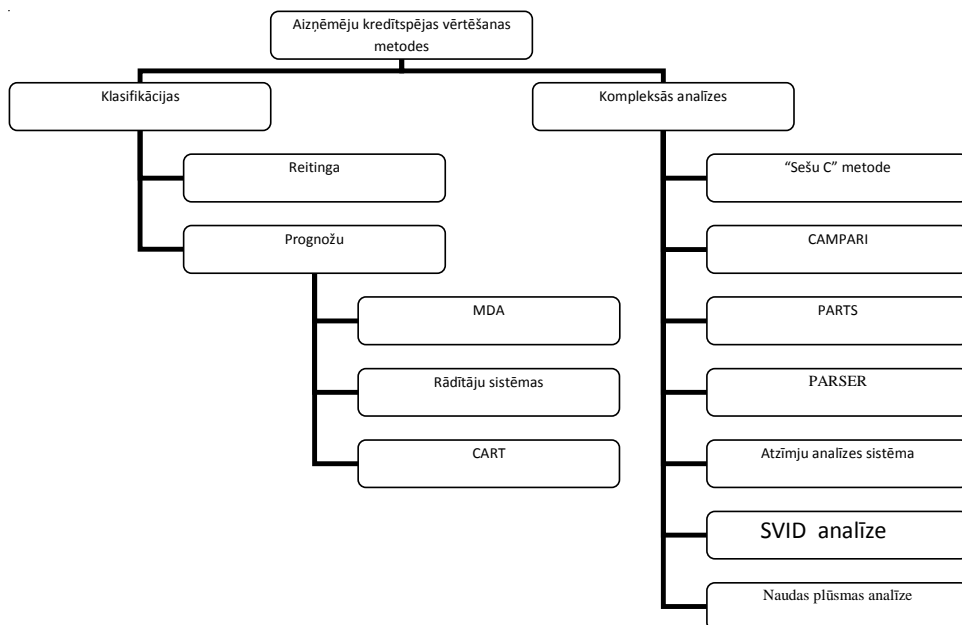 Aizņēmēju kredītspējas vērtēšanas
metodes
Klasifikācijas
Kompleksās analīzes
Reitinga
"Sešu C" metode
Prognožu
CAMPARI
MDA
PARTS
Rādītāju sistēmas
PARSER
CART
Atzīmju analīzes sistēma
SVID analīze
Naudas plūsmas analīze